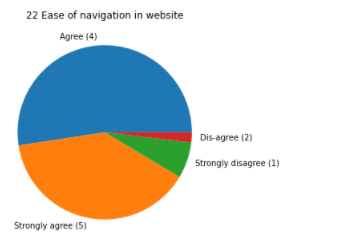 22 Ease of navigation in website
Agree (4)
Dis-agree (2)
Strongly disagree (1)
Strongly agree (5)